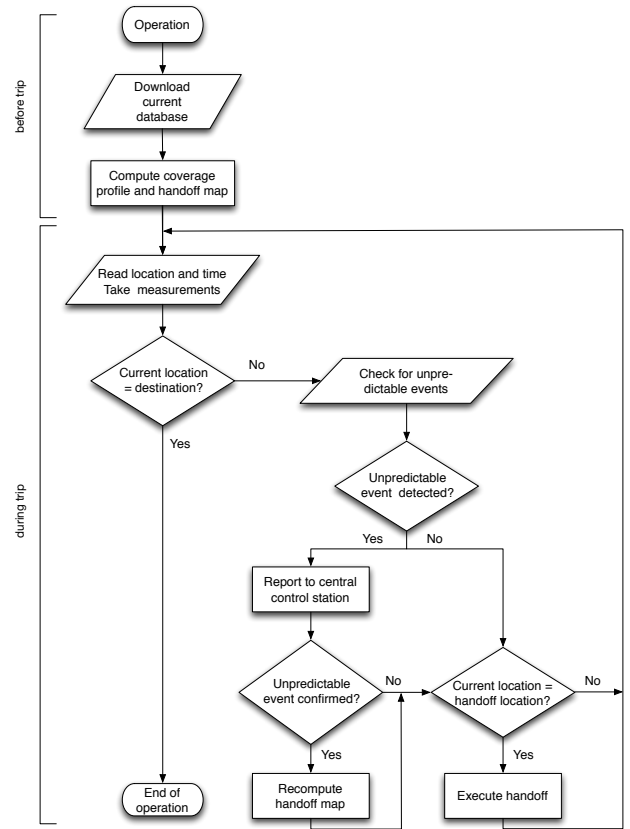 Operation
before trip
Download
current
database
Compute coverage
profile and handoff map
during trip
Read location and time
Take measurements
Current location
= destination?
No
Yes
Check for unpre-
dictable events
Unpredictable
event detected?
Yes
No
Report to central
control station
Unpredictable
event confirmed?
No
Yes
Current location =
handoff location?
No
Yes
Recompute
handoff map
Execute handoff
End of
operation